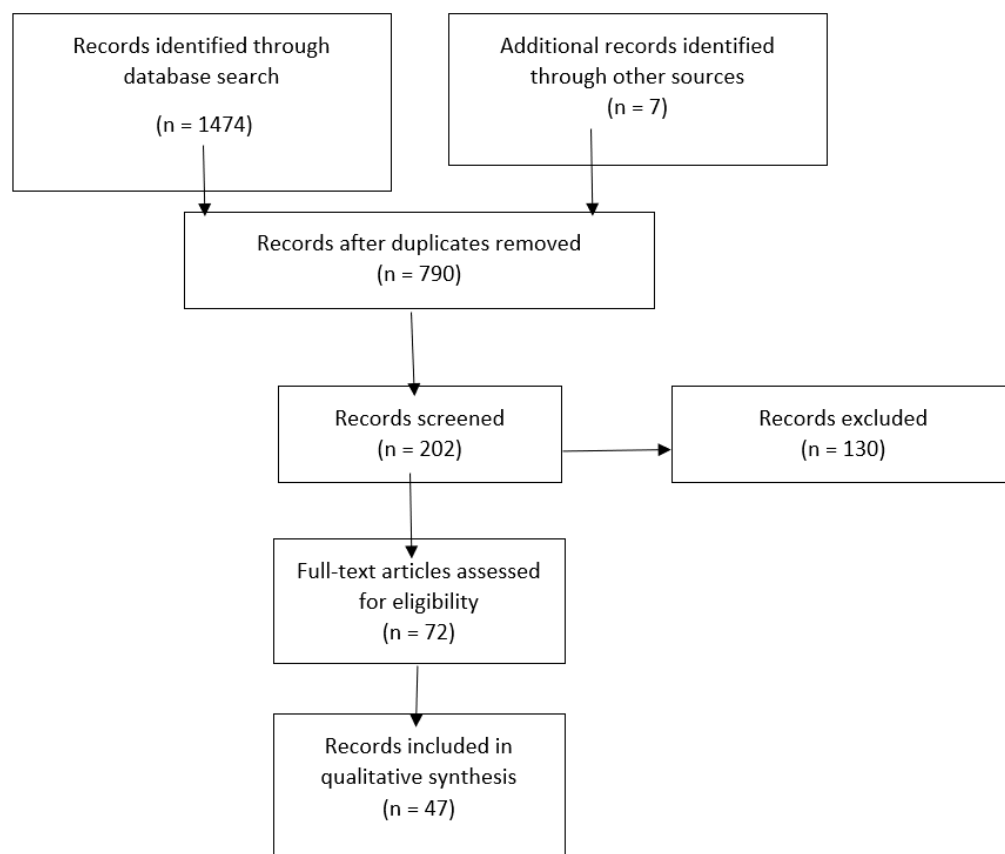 Records identified through
database search
(n = 1474)
Additional records identified
through other sources
(n = 7)
Records after duplicates removed
(n = 790)
Records screened
(n = 202)
Records excluded
(n = 130)
Full-text articles assessed
for eligibility
(n = 72)
Records included in
qualitative synthesis
(n = 47)